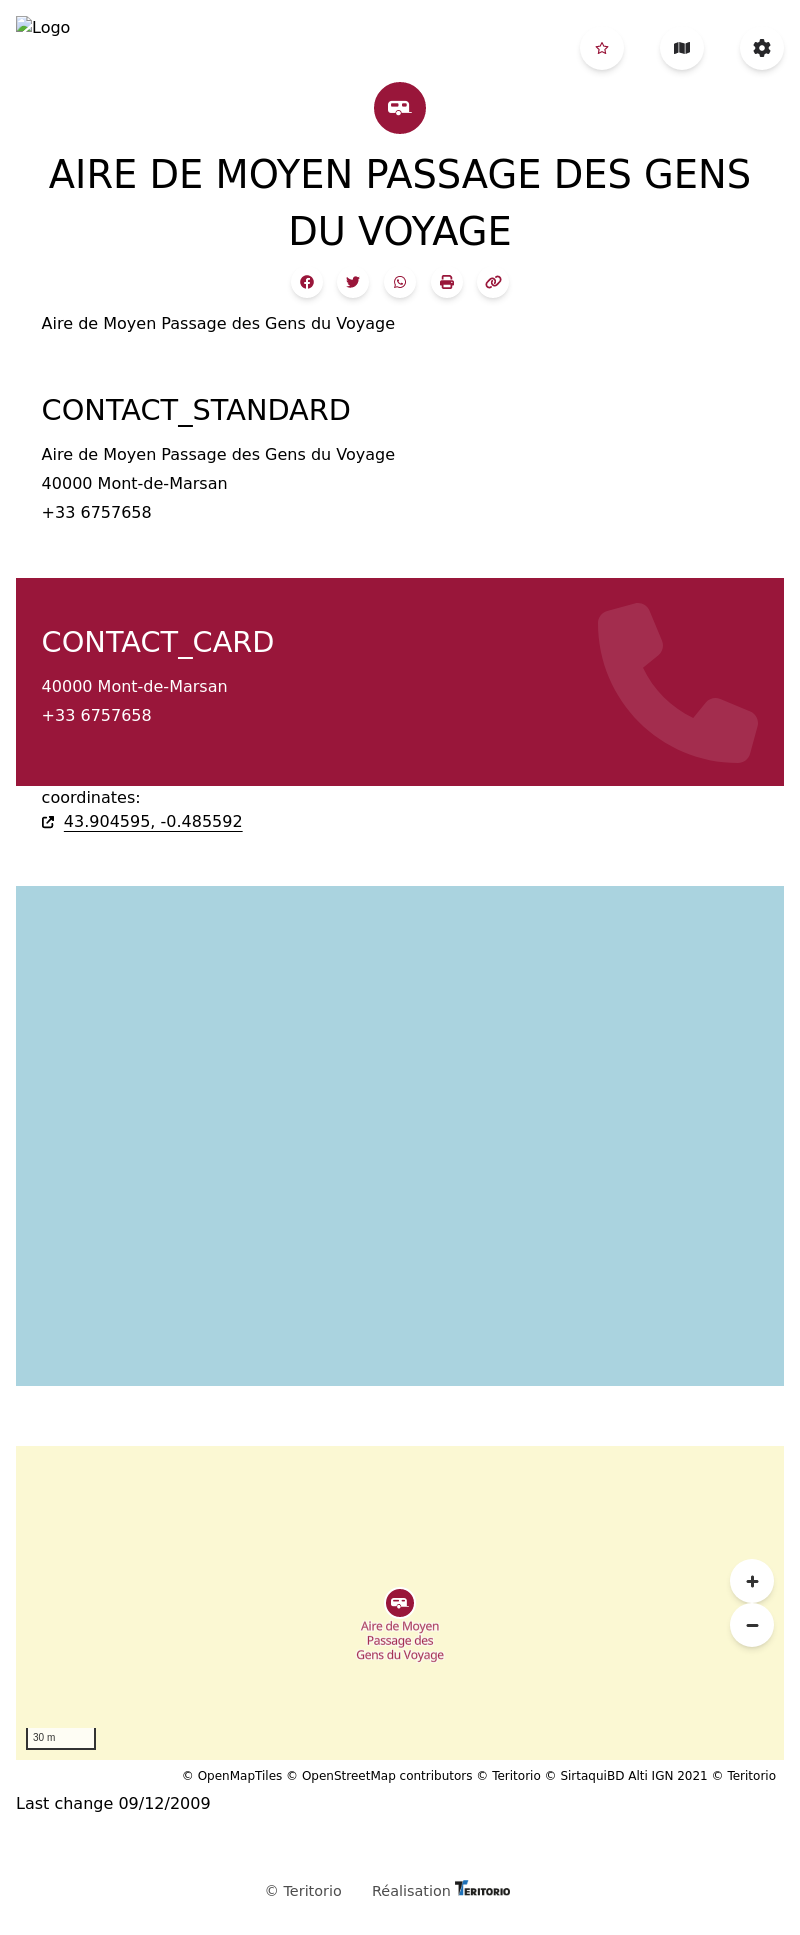 Logo
AIRE DE MOYEN PASSAGE DES GENS
DU VOYAGE
Aire de Moyen Passage des Gens du Voyage
CONTACT_STANDARD
Aire de Moyen Passage des Gens du Voyage
40000 Mont-de-Marsan
+33 6757658
CONTACT_CARD
40000 Mont-de-Marsan
+33 6757658
coordinates:
43.904595, -0.485592
Aire de Moyen
Passage des
Gens du Voyage
30 m
© OpenMapTiles © OpenStreetMap contributors © Teritorio © SirtaquiBD Alti IGN 2021 © Teritorio
Last change 09/12/2009
© Teritorio Réalisation TERITORIO